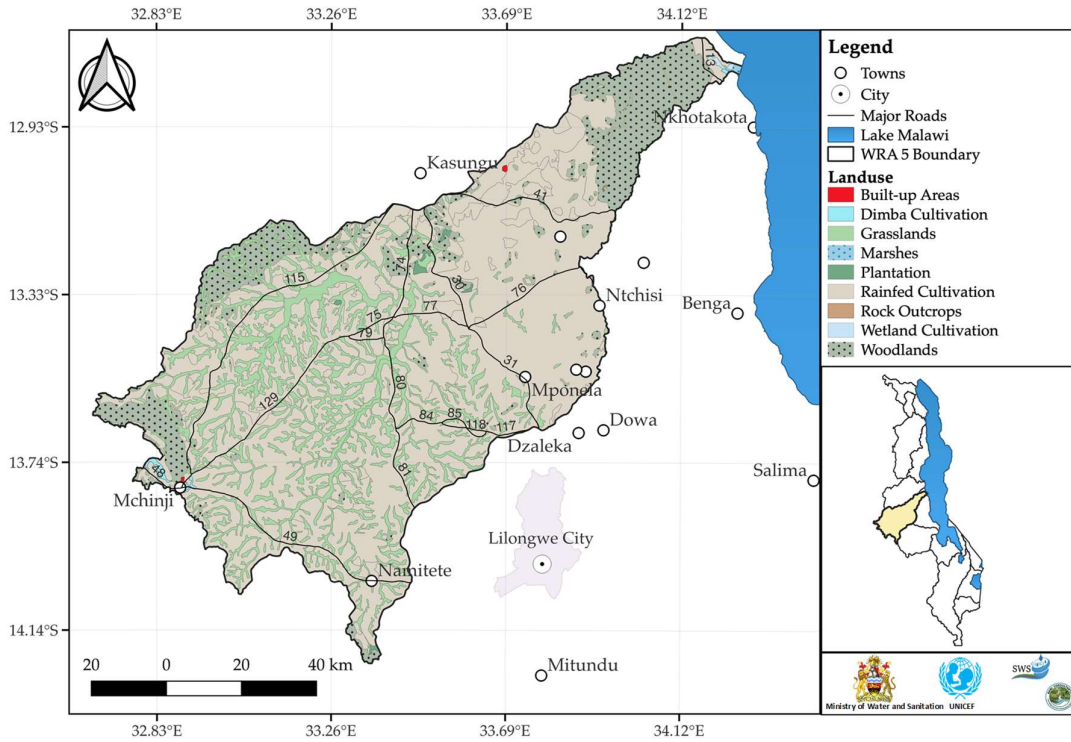 32.83°E 33.26°E 33.69°E 34.12°E
12.93°S
13.33°S
13.74°S
14.14°S
113
Nkhotakota
Kasungu
41
74
115
30
76
Ntchisi
Benga
77
75
79
31
80
Mponela
129
84
85
118
117
Dowa
Dzaleka
81
48
Mchinji
Salima
49
Lilongwe City
Namitete
Mitundu
20 0 20 40 km
32.83°E 33.26°E 33.69°E 34.12°E
Legend
Towns
City
Major Roads
Lake Malawi
WRA 5 Boundary
Landuse
Built-up Areas
Dimba Cultivation
Grasslands
Marshes
Plantation
Rainfed Cultivation
Rock Outcrops
Wetland Cultivation
Woodlands
SWS
Ministry of Water and Sanitation UNICEF